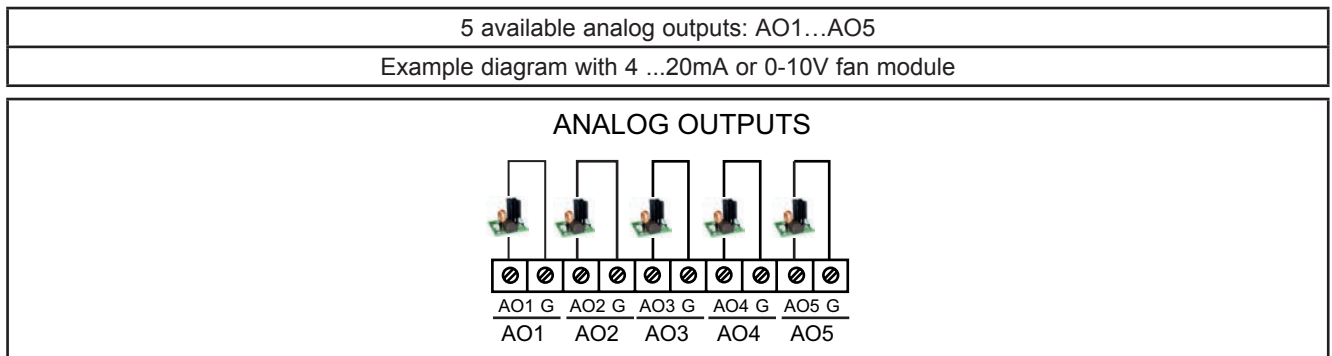 5 available analog outputs: AO1…AO5
Example diagram with 4 ...20mA or 0-10V fan module
ANALOG OUTPUTS
AO1 G AO2 G AO3 G AO4 G AO5 G
AO1 AO2 AO3 AO4 AO5